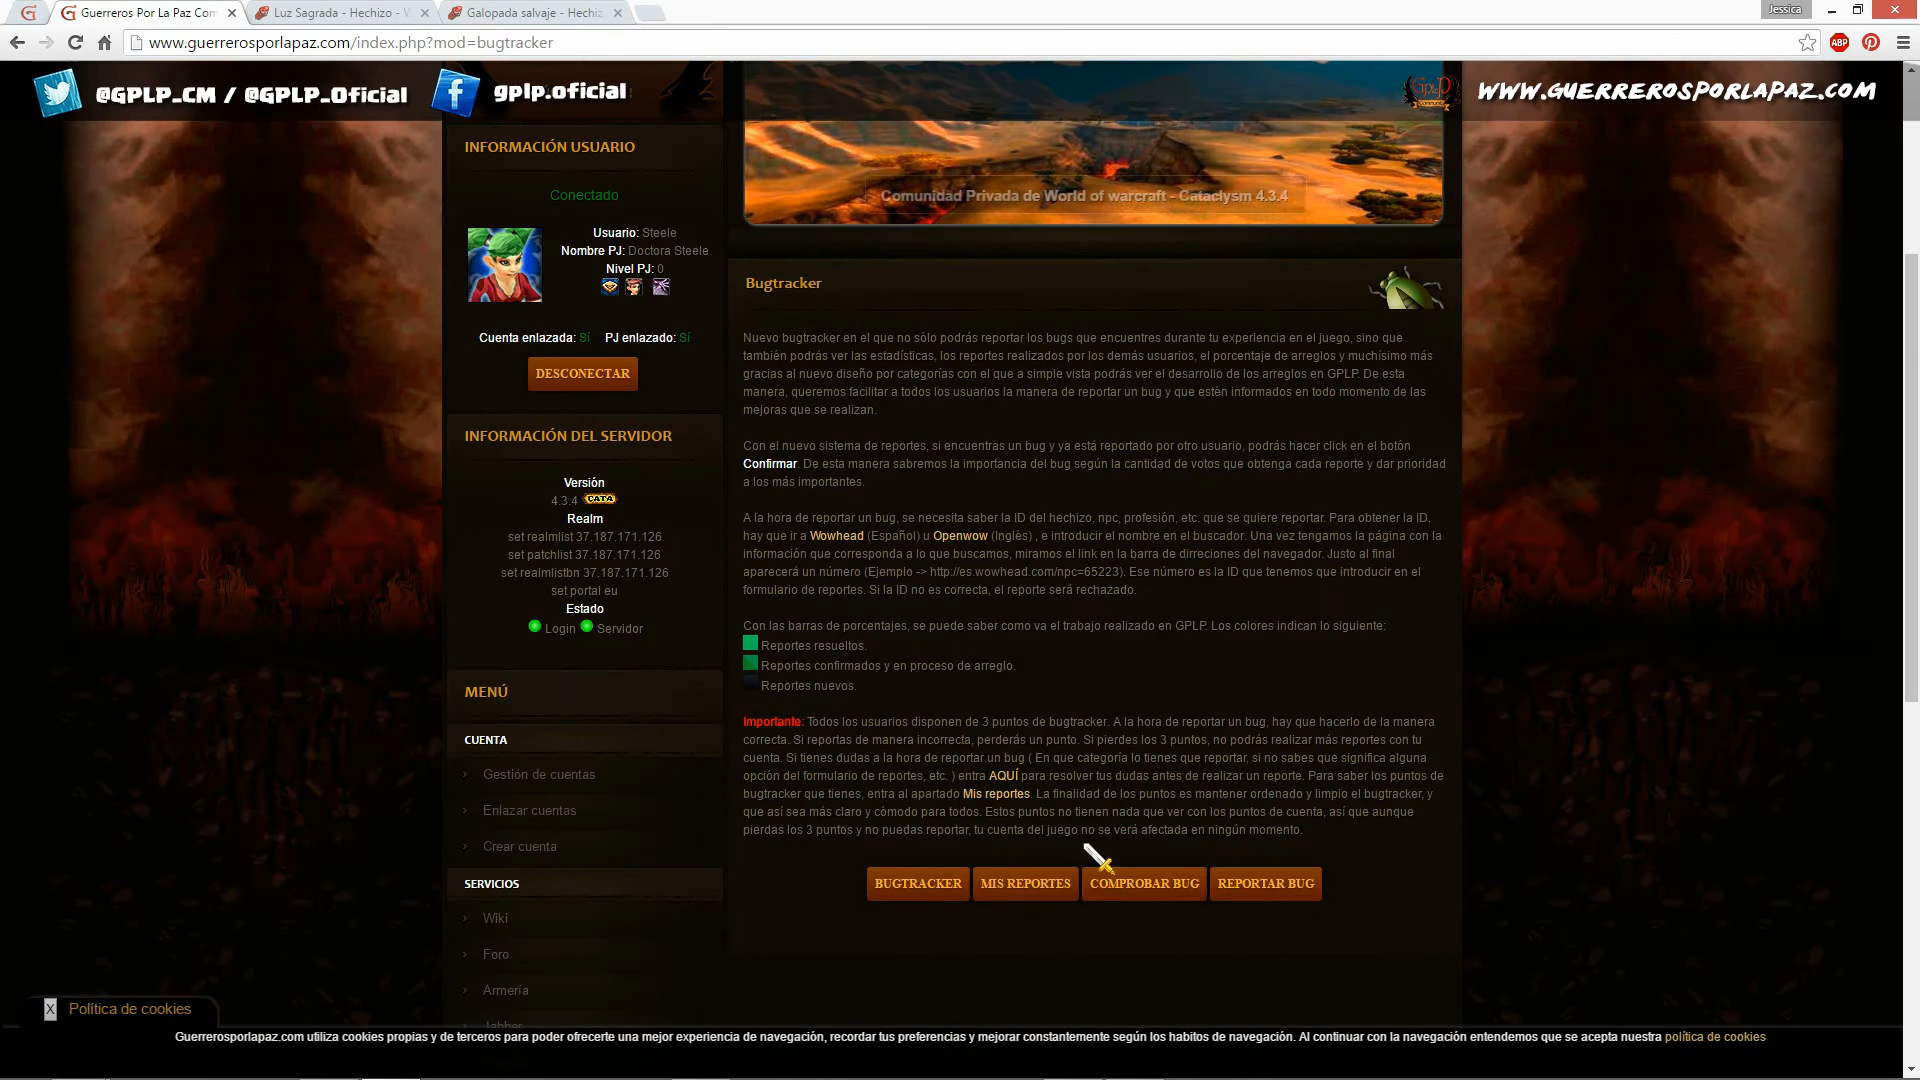 Guerreros Por La Paz Com
Luz Sagrada - Hechizo -
Galopada salvaje - Hechiz
Jessica
www.guerrerosporlapaz.com/index.php?mod=bugtracker
ABP
@GPLP_CM / @GPLP_Oficial
gplp.oficial
www.guerrerosporlapaz.com
INFORMACIÓN USUARIO
Conectado
Usuario: Steele
Nombre PJ: Doctora Steele
Nivel PJ: 0
Cuenta enlazada: Sí PJ enlazado: Sí
DESCONECTAR
INFORMACIÓN DEL SERVIDOR
Versión
4.3.4 CATA
Realm
set realmlist 37.187.171.126
set patchlist 37.187.171.126
set realmlistbn 37.187.171.126
set portal eu
Estado
Login Servidor
MENÚ
CUENTA
Gestión de cuentas
Enlazar cuentas
Crear cuenta
SERVICIOS
Wiki
Foro
Armería
Jabber
Comunidad Privada de World of warcraft - Cataclysm 4.3.4
Bugtracker
Nuevo bugtracker en el que no sólo podrás reportar los bugs que encuentres durante tu experiencia en el juego, sino que
también podrás ver las estadísticas, los reportes realizados por los demás usuarios, el porcentaje de arreglos y muchísimo más
gracias al nuevo diseño por categorías con el que a simple vista podrás ver el desarrollo de los arreglos en GPLP. De esta
manera, queremos facilitar a todos los usuarios la manera de reportar un bug y que estén informados en todo momento de las
mejoras que se realizan.
Con el nuevo sistema de reportes, si encuentras un bug y ya está reportado por otro usuario, podrás hacer click en el botón
Confirmar. De esta manera sabremos la importancia del bug según la cantidad de votos que obtenga cada reporte y dar prioridad
a los más importantes.
A la hora de reportar un bug, se necesita saber la ID del hechizo, npc, profesión, etc. que se quiere reportar. Para obtener la ID,
hay que ir a Wowhead (Español) u Openwow (Inglés) , e introducir el nombre en el buscador. Una vez tengamos la página con la
información que corresponda a lo que buscamos, miramos el link en la barra de dirreciones del navegador. Justo al final
aparecerá un número (Ejemplo -> http://es.wowhead.com/npc=65223). Ese número es la ID que tenemos que introducir en el
formulario de reportes. Si la ID no es correcta, el reporte será rechazado.
Con las barras de porcentajes, se puede saber como va el trabajo realizado en GPLP. Los colores indican lo siguiente:
Reportes resueltos.
Reportes confirmados y en proceso de arreglo.
Reportes nuevos.
Importante: Todos los usuarios disponen de 3 puntos de bugtracker. A la hora de reportar un bug, hay que hacerlo de la manera
correcta. Si reportas de manera incorrecta, perderás un punto. Si pierdes los 3 puntos, no podrás realizar más reportes con tu
cuenta. Si tienes dudas a la hora de reportar un bug ( En que categoría lo tienes que reportar, si no sabes que significa alguna
opción del formulario de reportes, etc. ) entra AQUÍ para resolver tus dudas antes de realizar un reporte. Para saber los puntos de
bugtracker que tienes, entra al apartado Mis reportes. La finalidad de los puntos es mantener ordenado y limpio el bugtracker, y
que así sea más claro y cómodo para todos. Estos puntos no tienen nada que ver con los puntos de cuenta, así que aunque
pierdas los 3 puntos y no puedas reportar, tu cuenta del juego no se verá afectada en ningún momento.
BUGTRACKER MIS REPORTES COMPROBAR BUG REPORTAR BUG
X Política de cookies
Guerrerosporlapaz.com utiliza cookies propias y de terceros para poder ofrecerte una mejor experiencia de navegación, recordar tus preferencias y mejorar constantemente según los habitos de navegación. Al continuar con la navegación entendemos que se acepta nuestra política de cookies